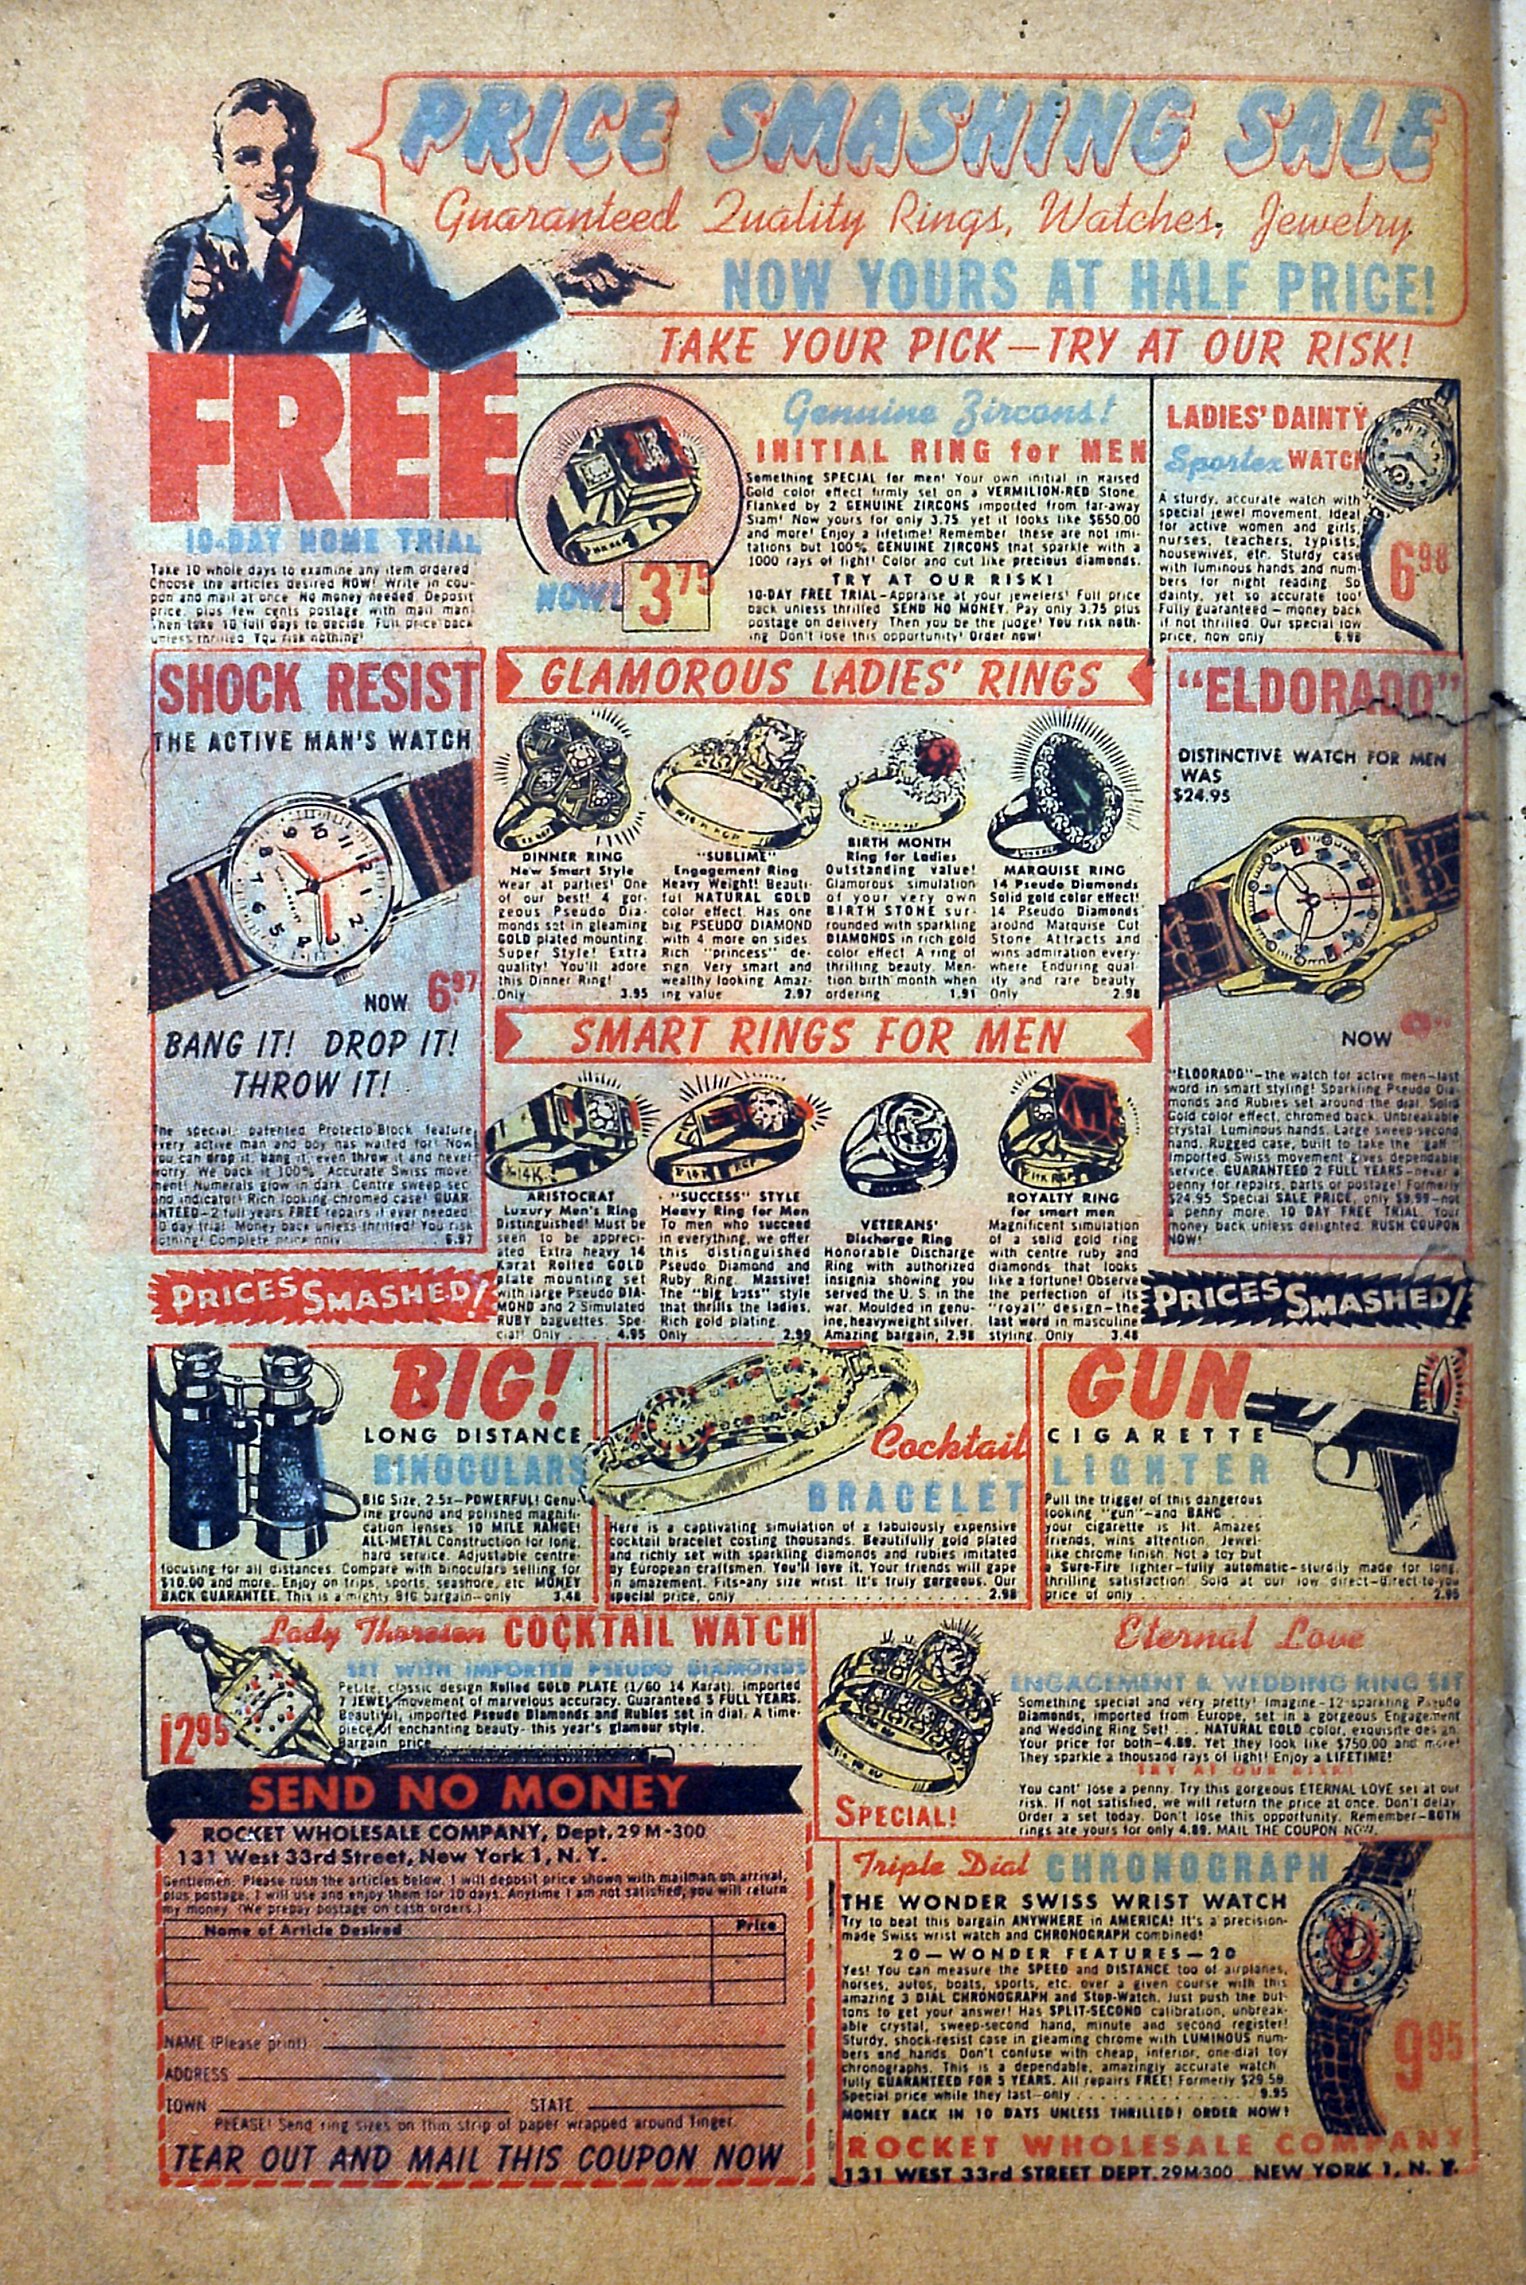 PRICE SMASHING SALE
Guaranteed Quality Rings, Watches, Jewelry
NOW YOURS AT HALF PRICE!
TAKE YOUR PICK—TRY AT OUR RISK!
FREE
10-DAY HOME TRIAL
Take 10 whole days to examine any item ordered
Choose the articles desired NOW! Write in cou-
pon and mail at once. No money needed. Deposit
price, plus few cents postage with mail man
Then take 10 full days to decide Full price back
unless thrilled You risk nothing!
Genuine Zircons!
INITIAL RING for MEN
Something SPECIAL for men! Your own initial in Raised
Gold color effect firmly set on a VERMILION-RED Stone,
Flanked by 2 GENUINE ZIRCONS imported from far-away
Siam! Now yours for only 3.75 yet it looks like $650.00
and more! Enjoy a lifetime! Remember these are not imi-
tations but 100% GENUINE ZIRCONS that sparkle with a
1000 rays of light! Color and cut like precious diamonds.
TRY AT OUR RISK!
10-DAY FREE TRIAL—Appraise at your jewelers! Full price
back unless thrilled SEND NO MONEY. Pay only 3.75 plus
postage on delivery Then you be the judge! You risk noth-
ing Don't lose this opportunity! Order now!
NOW! 3.75
LADIES' DAINTY
Sportex WATCH
A sturdy, accurate watch with
special jewel movement. Ideal
for active women and girls,
nurses, teachers, typists,
housewives, etc. Sturdy case
with luminous hands and num-
bers for night reading. So
dainty, yet so accurate too!
Fully guaranteed — money back
if not thrilled. Our special low
price, now only 6.98
6.98
SHOCK RESIST
THE ACTIVE MAN'S WATCH
NOW 6.97
BANG IT! DROP IT!
THROW IT!
The special, patented Protecto Block feature
every active man and boy has waited for! Now
you can drop it, bang it, even throw it and never
worry. We back it 100% Accurate Swiss move-
ment! Numerals glow in dark. Centre sweep sec-
ond indicator! Rich looking chromed case! GUAR-
ANTEED—2 full years FREE repairs if ever needed!
10 day trial. Money back unless thrilled! You risk
nothing! Complete price only 6.97
GLAMOROUS LADIES' RINGS
DINNER RING
New Smart Style
Wear at parties! One
of our best! 4 gor-
geous Pseudo Dia-
monds set in gleaming
GOLD plated mounting.
Super Style! Extra
quality! You'll adore
this Dinner Ring!
Only 3.95
"SUBLIME"
Engagement Ring
Heavy Weight! Beauti-
ful NATURAL GOLD
color effect. Has one
big PSEUDO DIAMOND
with 4 more on sides.
Rich "princess" de-
sign Very smart and
wealthy looking Amaz-
ing value 2.97
BIRTH MONTH
Ring for Ladies
Outstanding value!
Glamorous simulation
of your very own
BIRTH STONE sur-
rounded with sparkling
DIAMONDS in rich gold
color effect A ring of
thrilling beauty. Men-
tion birth month when
ordering 1.91
MARQUISE RING
14 Pseudo Diamonds
Solid gold color effect!
14 Pseudo Diamonds
around Marquise Cut
Stone. Attracts and
wins admiration every-
where Enduring qual-
ity and rare beauty
Only 2.98
"ELDORADO"
DISTINCTIVE WATCH FOR MEN
WAS
$24.95
NOW
"ELDORADO"—the watch for active men—last
word in smart styling! Sparkling Pseudo Dia-
monds and Rubies set around the dial. Solid
Gold color effect, chromed back. Unbreakable
crystal Luminous hands. Large sweep-second
hand. Rugged case, built to take the "gaff"
Imported Swiss movement gives dependable
service. GUARANTEED 2 FULL YEARS—never a
penny for repairs, parts or postage! Formerly
$24.95 Special SALE PRICE, only $9.99—not
a penny more. 10 DAY FREE TRIAL. Your
money back unless delighted. RUSH COUPON
NOW!
SMART RINGS FOR MEN
ARISTOCRAT
Luxury Men's Ring
Distinguished! Must be
seen to be appreci-
ated Extra heavy 14
Karat Rolled GOLD
plate mounting set
with large Pseudo DIA-
MOND and 2 Simulated
RUBY baguettes. Spe-
cial! Only 4.95
"SUCCESS" STYLE
Heavy Ring for Men
To men who succeed
in everything, we offer
this distinguished
Pseudo Diamond and
Ruby Ring. Massive!
The "big boss" style
that thrills the ladies.
Rich gold plating.
Only 2.99
VETERANS'
Discharge Ring
Honorable Discharge
Ring with authorized
insignia showing you
served the U. S. in the
war. Moulded in genu-
ine, heavyweight silver.
Amazing bargain, 2.98
ROYALTY RING
for smart men
Magnificent simulation
of a solid gold ring
with centre ruby and
diamonds that looks
like a fortune! Observe
the perfection of its
"royal" design—the
last word in masculine
styling. Only 3.48
PRICES SMASHED!
PRICES SMASHED!
BIG!
LONG DISTANCE
BINOCULARS
BIG Size, 2.5x—POWERFUL! Genu-
ine ground and polished magnifi-
cation lenses 10 MILE RANGE!
ALL-METAL Construction for long,
hard service. Adjustable centre-
focusing for all distances. Compare with binoculars selling for
$10.00 and more. Enjoy on trips, sports, seashore, etc MONEY
BACK GUARANTEE. This is a mighty BIG bargain—only 3.48
Cocktail
BRACELET
Here is a captivating simulation of a fabulously expensive
cocktail bracelet costing thousands. Beautifully gold plated
and richly set with sparkling diamonds and rubies imitated
by European craftsmen. You'll love it. Your friends will gape
in amazement. Fits-any size wrist. It's truly gorgeous. Our
special price, only 2.98
GUN
CIGARETTE
LIGHTER
Pull the trigger of this dangerous
looking "gun"—and BANG . . .
your cigarette is lit. Amazes
friends, wins attention. Jewel-
like chrome finish. Not a toy but
a Sure-Fire lighter—fully automatic—sturdily made for long,
thrilling satisfaction. Sold at our low direct-direct-to-you
price of only 2.95
Lady Thoreson COCKTAIL WATCH
SET WITH IMPORTED PSEUDO DIAMONDS
Petite, classic design Rolled GOLD PLATE (1/60 14 Karat). Imported
7 JEWEL movement of marvelous accuracy. Guaranteed 5 FULL YEARS.
Beautiful, imported Pseudo Diamonds and Rubies set in dial. A time-
piece of enchanting beauty- this year's glamour style.
Bargain price
12.95
Eternal Love
ENGAGEMENT & WEDDING RING SET
Something special and very pretty! Imagine-12-sparkling Pseudo
Diamonds, imported from Europe, set in a gorgeous Engagement
and Wedding Ring Set! . . . NATURAL GOLD color, exquisite design.
Your price for both—4.89. Yet they look like $750.00 and more!
They sparkle a thousand rays of light! Enjoy a LIFETIME!
TRY AT OUR RISK!
You cant' lose a penny. Try this gorgeous ETERNAL LOVE set at our
risk. If not satisfied, we will return the price at once. Don't delay
Order a set today. Don't lose this opportunity. Remember—BOTH
rings are yours for only 4.89. MAIL THE COUPON NOW.
SPECIAL!
SEND NO MONEY
ROCKET WHOLESALE COMPANY, Dept. 29 M-300
131 West 33rd Street, New York 1, N. Y.
Gentlemen: Please rush the articles below. I will deposit price shown with mailman on arrival,
plus postage. I will use and enjoy them for 10 days. Anytime I am not satisfied, you will return
my money. (We prepay postage on cash orders.)
Name of Article Desired Price
NAME (Please print)
ADDRESS
TOWN STATE
PLEASE! Send ring sizes on thin strip of paper wrapped around finger.
TEAR OUT AND MAIL THIS COUPON NOW
Triple Dial CHRONOGRAPH
THE WONDER SWISS WRIST WATCH
Try to beat this bargain ANYWHERE in AMERICA! It's a precision-
made Swiss wrist watch and CHRONOGRAPH combined!
20—WONDER FEATURES—20
Yes! You can measure the SPEED and DISTANCE too of airplanes,
horses, autos, boats, sports, etc. over a given course with this
amazing 3 DIAL CHRONOGRAPH and Stop-Watch. Just push the but-
tons to get your answer! Has SPLIT-SECOND calibration, unbreak-
able crystal, sweep-second hand, minute and second register!
Sturdy, shock-resist case in gleaming chrome with LUMINOUS num-
bers and hands. Don't confuse with cheap, inferior, one-dial toy
chronographs. This is a dependable, amazingly accurate watch
fully GUARANTEED FOR 5 YEARS. All repairs FREE! Formerly $29.59
Special price while they last—only 9.95
MONEY BACK IN 10 DAYS UNLESS THRILLED! ORDER NOW!
9.95
ROCKET WHOLESALE COMPANY
131 WEST 33rd STREET DEPT. 29M-300 NEW YORK 1, N. Y.